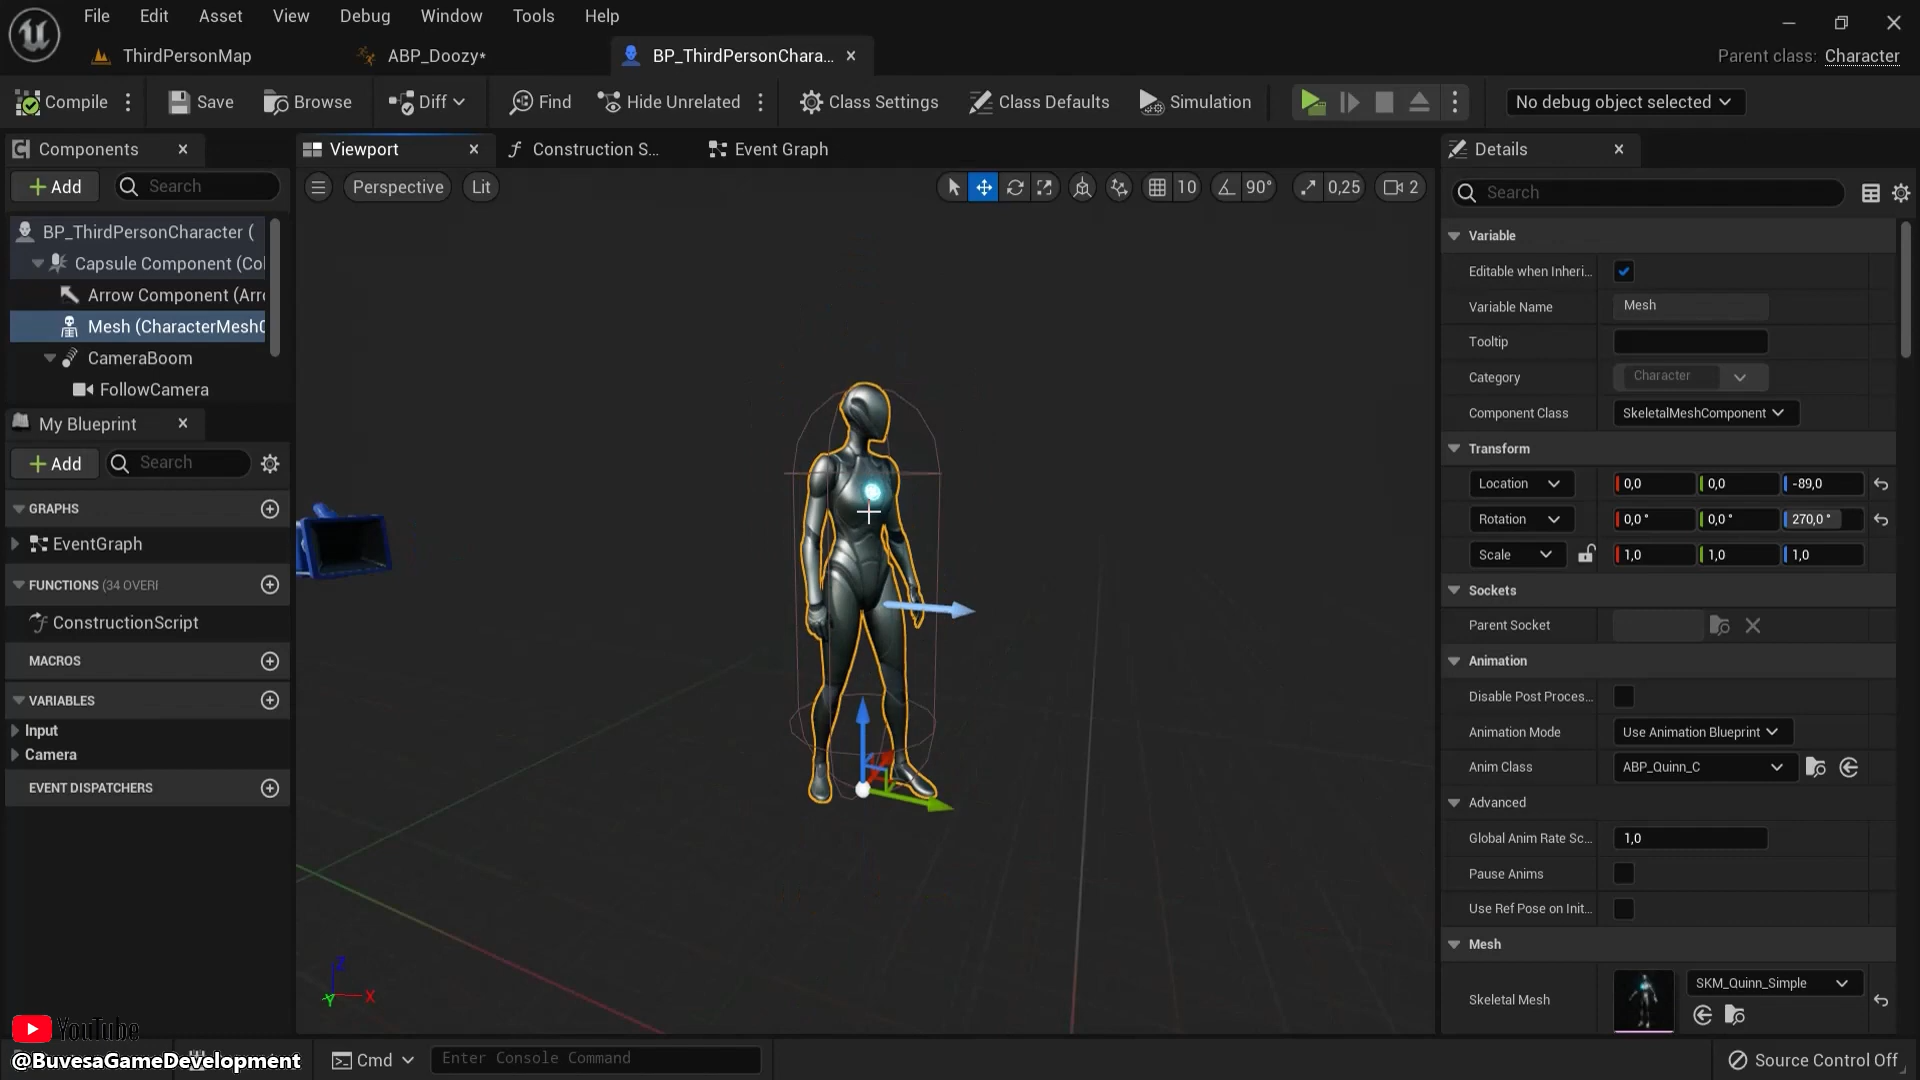 File Edit Asset View Debug Window Tools Help
ThirdPersonMap ABP_Doozy* BP_ThirdPersonChara... Parent class: Character
Compile Save Browse Diff Find Hide Unrelated Class Settings Class Defaults Simulation No debug object selected
Components Viewport Construction S... Event Graph Details
Add Search Perspective Lit 10 90° 0,25 2 Search
BP_ThirdPersonCharacter (
Capsule Component (Col
Arrow Component (Arro
Mesh (CharacterMesh0
CameraBoom
FollowCamera
My Blueprint
Add Search
GRAPHS
EventGraph
FUNCTIONS (34 OVERI
ConstructionScript
MACROS
VARIABLES
Input
Camera
EVENT DISPATCHERS
Variable
Editable when Inheri...
Variable Name Mesh
Tooltip
Category Character
Component Class SkeletalMeshComponent
Transform
Location 0,0 0,0 -89,0
Rotation 0,0 ° 0,0 ° 270,0 °
Scale 1,0 1,0 1,0
Sockets
Parent Socket
Animation
Disable Post Proces...
Animation Mode Use Animation Blueprint
Anim Class ABP_Quinn_C
Advanced
Global Anim Rate Sc... 1,0
Pause Anims
Use Ref Pose on Init...
Mesh
Skeletal Mesh SKM_Quinn_Simple
Z
Y X
YouTube
@BuvesaGameDevelopment
Cmd Enter Console Command Source Control Off